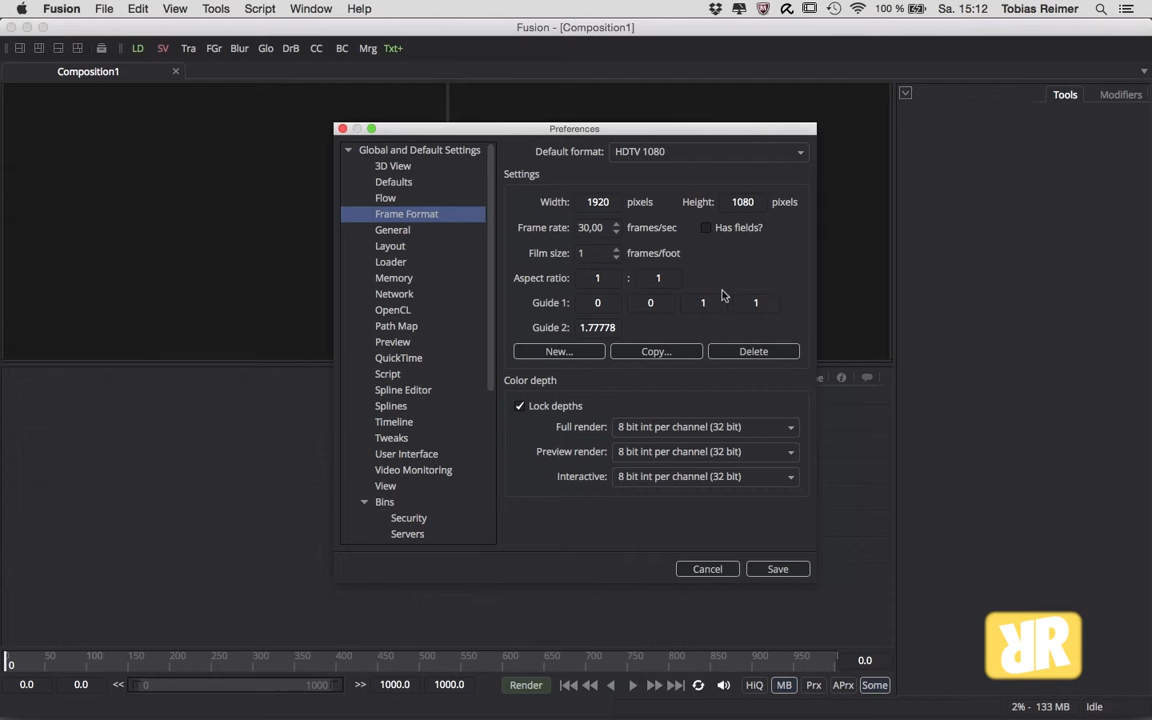 Fusion File Edit View Tools Script Window Help 100 % Sa. 15:12 Tobias Reimer
Fusion - [Composition1]
LD SV Tra FGr Blur Glo DrB CC BC Mrg Txt+
Composition1
Tools Modifiers
Preferences
Global and Default Settings
3D View
Defaults
Flow
Frame Format
General
Layout
Loader
Memory
Network
OpenCL
Path Map
Preview
QuickTime
Script
Spline Editor
Splines
Timeline
Tweaks
User Interface
Video Monitoring
View
Bins
Security
Servers
Default format: HDTV 1080
Settings
Width: 1920 pixels Height: 1080 pixels
Frame rate: 30,00 frames/sec Has fields?
Film size: 1 frames/foot
Aspect ratio: 1 : 1
Guide 1: 0 0 1 1
Guide 2: 1.77778
New... Copy... Delete
Color depth
Lock depths
Full render: 8 bit int per channel (32 bit)
Preview render: 8 bit int per channel (32 bit)
Interactive: 8 bit int per channel (32 bit)
Cancel Save
0 50 100 150 200 250 300 350 400 450 500 550 600 650 700 750 800 850 900 950 0.0
0.0 0.0 << 0 1000 >> 1000.0 1000.0 Render HiQ MB Prx APrx Some
2% - 133 MB Idle